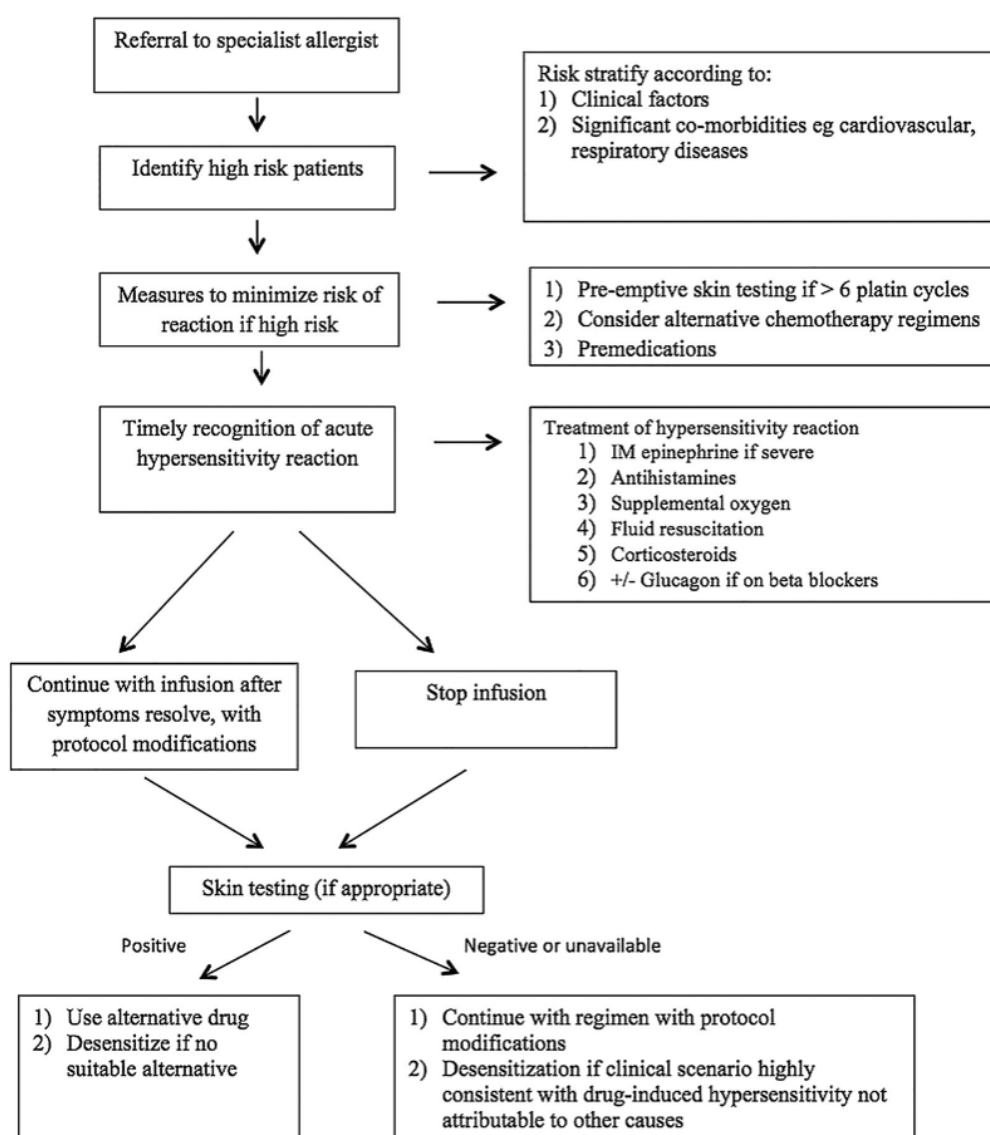 Referral to specialist allergist
Risk stratify according to:
1) Clinical factors
2) Significant co-morbidities eg cardiovascular,
respiratory diseases
Identify high risk patients
Measures to minimize risk of
reaction if high risk
1) Pre-emptive skin testing if > 6 platin cycles
2) Consider alternative chemotherapy regimens
3) Premedications
Timely recognition of acute
hypersensitivity reaction
Treatment of hypersensitivity reaction
1) IM epinephrine if severe
2) Antihistamines
3) Supplemental oxygen
4) Fluid resuscitation
5) Corticosteroids
6) +/- Glucagon if on beta blockers
Continue with infusion after
symptoms resolve, with
protocol modifications
Stop infusion
Skin testing (if appropriate)
Positive
Negative or unavailable
1) Use alternative drug
2) Desensitize if no
suitable alternative
1) Continue with regimen with protocol
modifications
2) Desensitization if clinical scenario highly
consistent with drug-induced hypersensitivity not
attributable to other causes